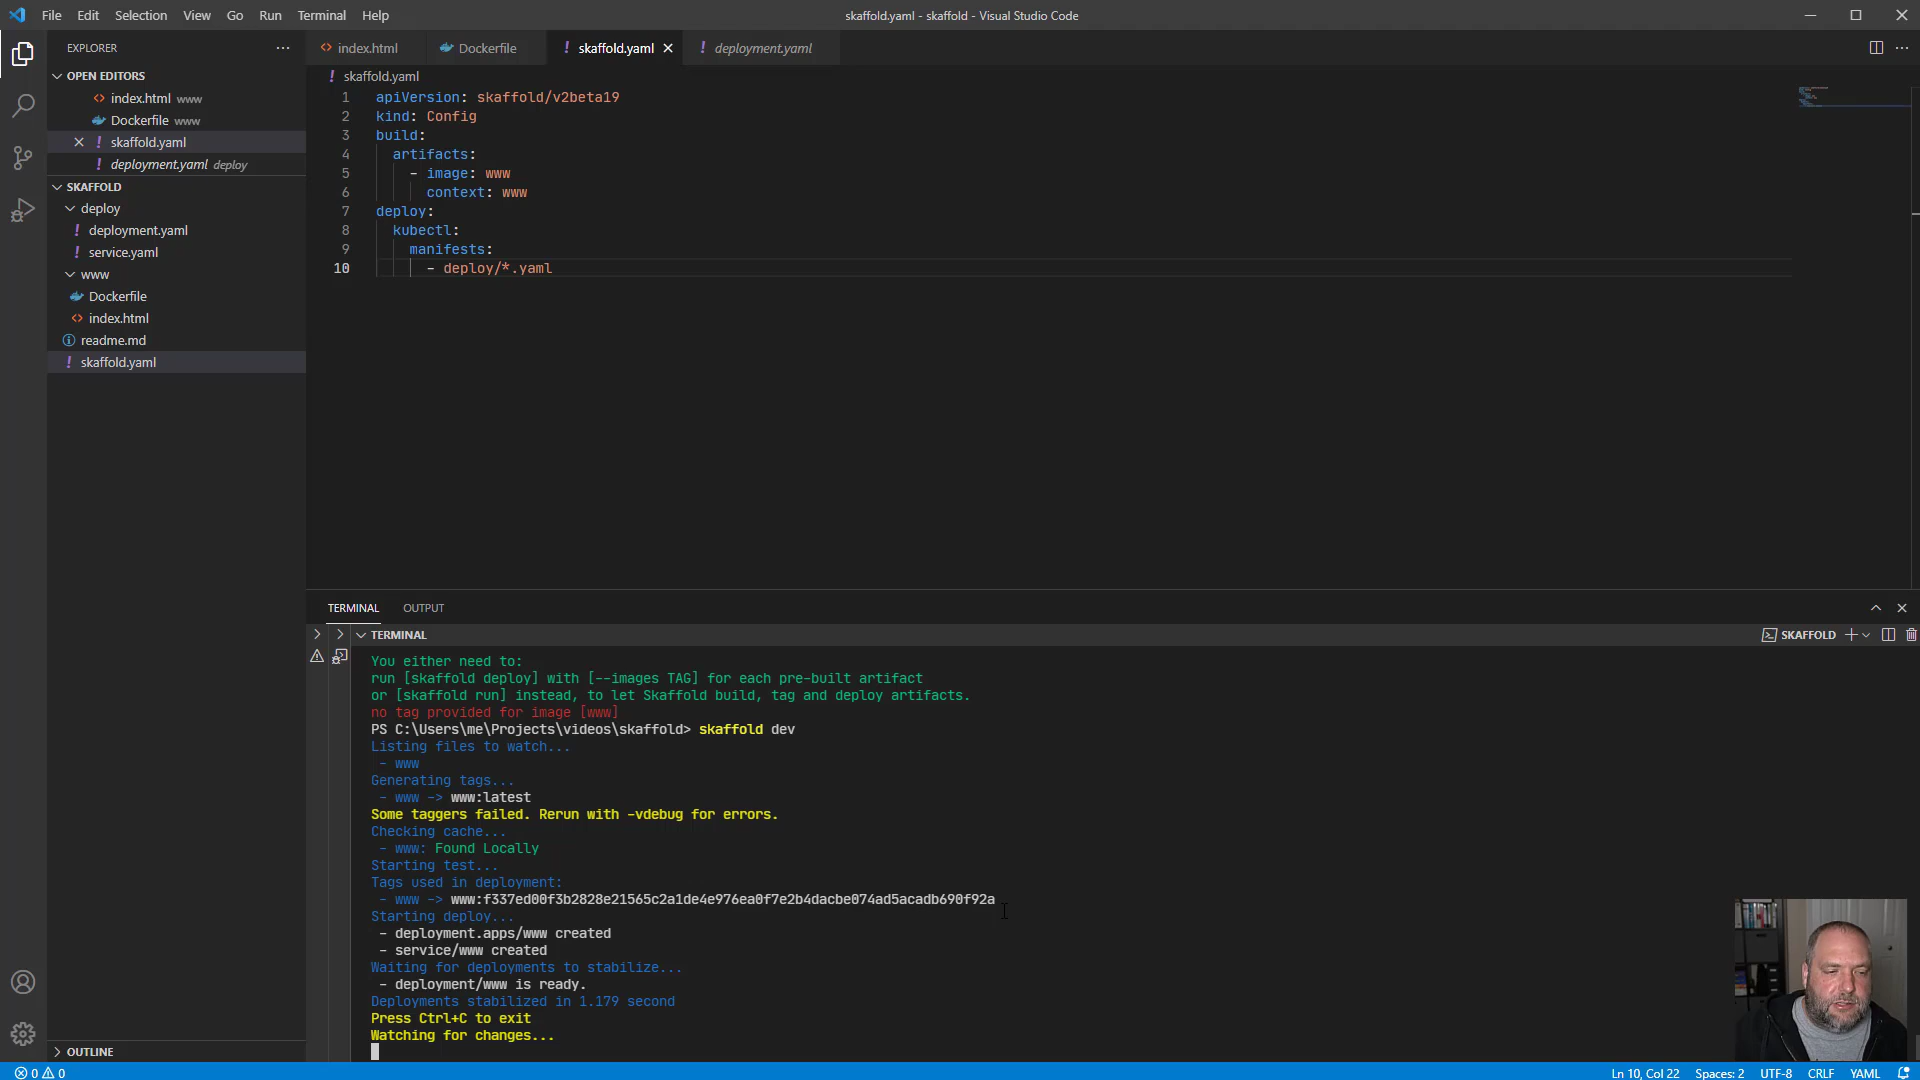 File Edit Selection View Go Run Terminal Help
skaffold.yaml - skaffold - Visual Studio Code
EXPLORER
OPEN EDITORS
index.html www
Dockerfile www
skaffold.yaml
deployment.yaml deploy
SKAFFOLD
deploy
deployment.yaml
service.yaml
www
Dockerfile
index.html
readme.md
skaffold.yaml
OUTLINE
index.html Dockerfile skaffold.yaml deployment.yaml
skaffold.yaml
1 apiVersion: skaffold/v2beta19
2 kind: Config
3 build:
4 artifacts:
5 - image: www
6 context: www
7 deploy:
8 kubectl:
9 manifests:
10 - deploy/*.yaml
TERMINAL OUTPUT
TERMINAL
SKAFFOLD
You either need to:
run [skaffold deploy] with [--images TAG] for each pre-built artifact
or [skaffold run] instead, to let Skaffold build, tag and deploy artifacts.
no tag provided for image [www]
PS C:\Users\me\Projects\videos\skaffold> skaffold dev
Listing files to watch...
- www
Generating tags...
- www -> www:latest
Some taggers failed. Rerun with -vdebug for errors.
Checking cache...
- www: Found Locally
Starting test...
Tags used in deployment:
- www -> www:f337ed00f3b2828e21565c2a1de4e976ea0f7e2b4dacbe074ad5acadb690f92a
Starting deploy...
- deployment.apps/www created
- service/www created
Waiting for deployments to stabilize...
- deployment/www is ready.
Deployments stabilized in 1.179 second
Press Ctrl+C to exit
Watching for changes...
0 0
Ln 10, Col 22 Spaces: 2 UTF-8 CRLF YAML